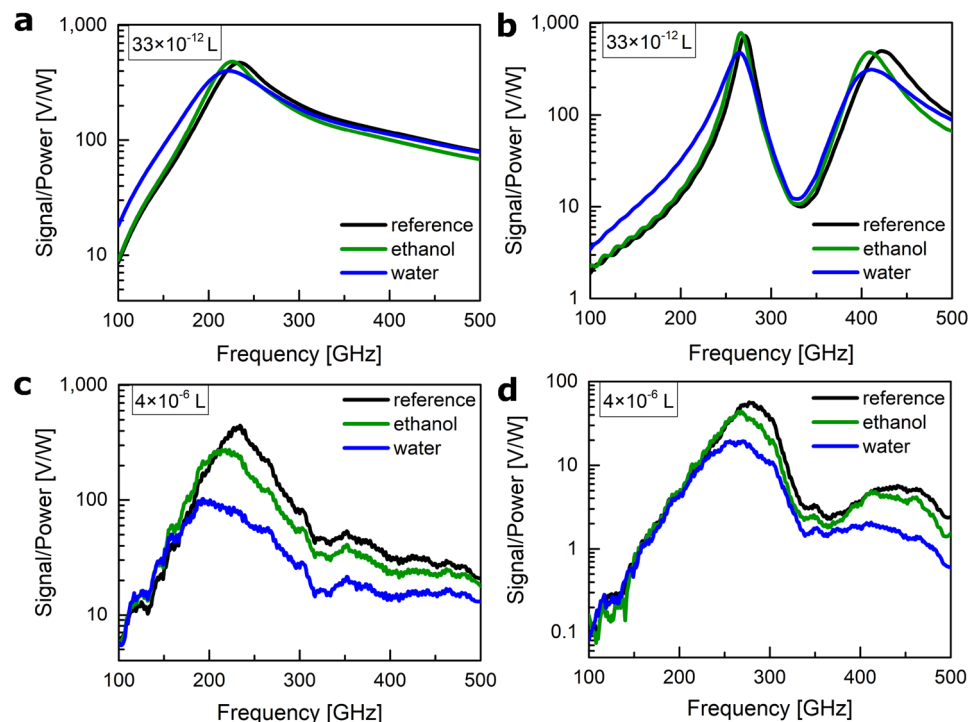 a
1,000
33×10⁻¹² L
100
10
Signal/Power [V/W]
reference
ethanol
water
100 200 300 400 500
Frequency [GHz]
b
1,000
33×10⁻¹² L
100
10
1
Signal/Power [V/W]
reference
ethanol
water
100 200 300 400 500
Frequency [GHz]
c
1,000
4×10⁻⁶ L
100
10
Signal/Power [V/W]
reference
ethanol
water
100 200 300 400 500
Frequency [GHz]
d
100
4×10⁻⁶ L
10
1
0.1
Signal/Power [V/W]
reference
ethanol
water
100 200 300 400 500
Frequency [GHz]